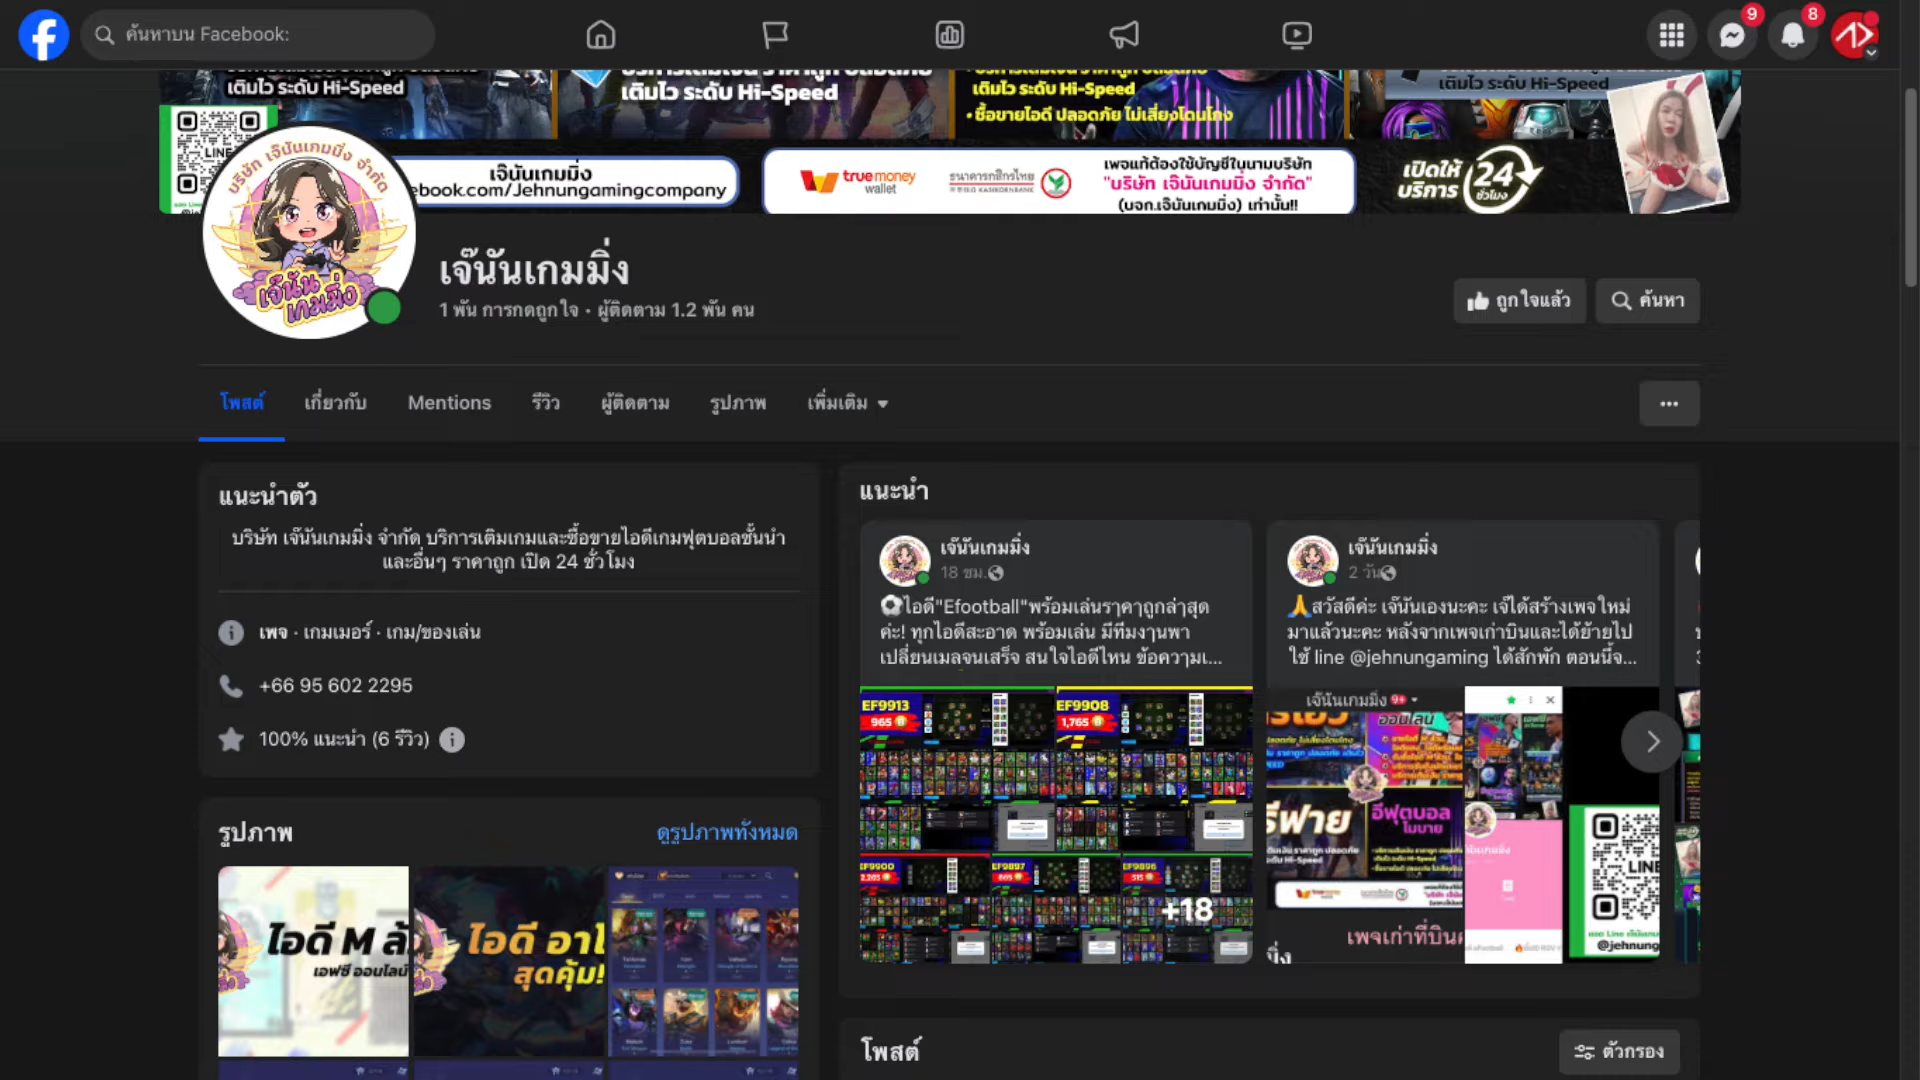 ค้นหาบน Facebook:
9
8
เติมไว ระดับ Hi-Speed
เติมไว ระดับ Hi-Speed
เติมไว ระดับ Hi-Speed
• ซื้อขายไอดี ปลอดภัย ไม่เสี่ยงโดนโกง
เติมไว ระดับ Hi-Speed
LINE
บริษัท เจ๊นันเกมมิ่ง จำกัด
เจ๊นันเกมมิ่ง
เจ๊นันเกมมิ่ง
ebook.com/Jehnungamingcompany
truemoney
wallet
ธนาคารกสิกรไทย
เพจแท้ต้องใช้บัญชีในนามบริษัท
"บริษัท เจ๊นันเกมมิ่ง จำกัด"
(บจก.เจ๊นันเกมมิ่ง) เท่านั้น!!
เปิดให้
บริการ
24
ชั่วโมง
เจ๊นันเกมมิ่ง
1 พัน การกดถูกใจ • ผู้ติดตาม 1.2 พัน คน
ถูกใจแล้ว
ค้นหา
โพสต์
เกี่ยวกับ
Mentions
รีวิว
ผู้ติดตาม
รูปภาพ
เพิ่มเติม
แนะนำตัว
บริษัท เจ๊นันเกมมิ่ง จำกัด บริการเติมเกมและซื้อขายไอดีเกมฟุตบอลชั้นนำ
และอื่นๆ ราคาถูก เปิด 24 ชั่วโมง
เพจ · เกมเมอร์ · เกม/ของเล่น
+66 95 602 2295
100% แนะนำ (6 รีวิว)
รูปภาพ
ดูรูปภาพทั้งหมด
ไอดี M ล้
เอฟซี ออนไลน์
ไอดี อาโ
สุดคุ้ม!
แนะนำ
เจ๊นันเกมมิ่ง
18 ชม.
⚽ไอดี"Efootball"พร้อมเล่นราคาถูกล่าสุด
ค่ะ! ทุกไอดีสะอาด พร้อมเล่น มีทีมงานพา
เปลี่ยนเมลจนเสร็จ สนใจไอดีไหน ข้อความเ...
EF9913
965
EF9908
1,765
EF9900
2,265
EF9897
EF9896
+18
เจ๊นันเกมมิ่ง
2 วัน
🙏สวัสดีค่ะ เจ๊นันเองนะคะ เจ๊ได้สร้างเพจใหม่
มาแล้วนะคะ หลังจากเพจเก่าบินและได้ย้ายไป
ใช้ line @jehnungaming ได้สักพัก ตอนนี้จ...
เจ๊นันเกมมิ่ง 9+
อีฟุตบอล
โมบาย
LINE
เพจเก่าที่บิน
@jehnung
โพสต์
ตัวกรอง